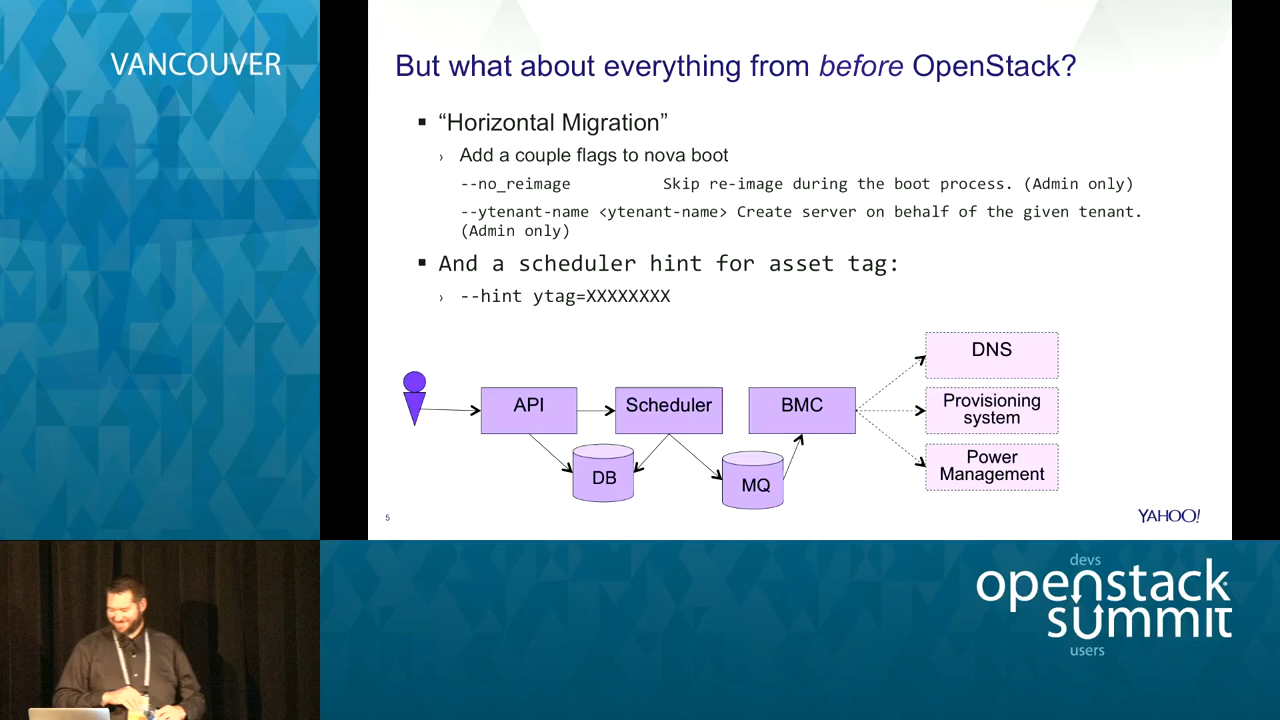 VANCOUVER
But what about everything from before OpenStack?
▪ “Horizontal Migration”
› Add a couple flags to nova boot
--no_reimage Skip re-image during the boot process. (Admin only)
--ytenant-name <ytenant-name> Create server on behalf of the given tenant.
(Admin only)
▪ And a scheduler hint for asset tag:
› --hint ytag=XXXXXXXX
API
Scheduler
BMC
DB
MQ
DNS
Provisioning
system
Power
Management
5
YAHOO!
devs
openstack
summit
users